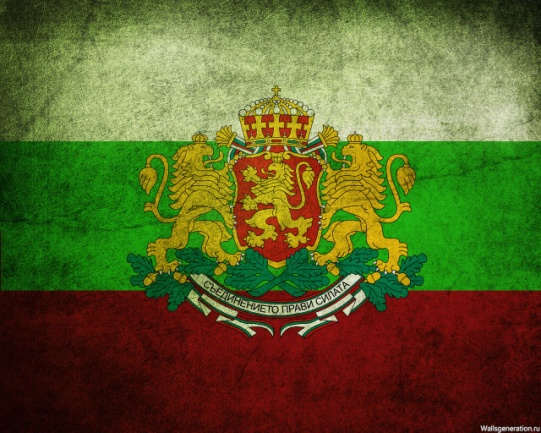 СЪЕДИНЕНИЕТО ПРАВИ СИЛАТА
Wallsgeneration.ru